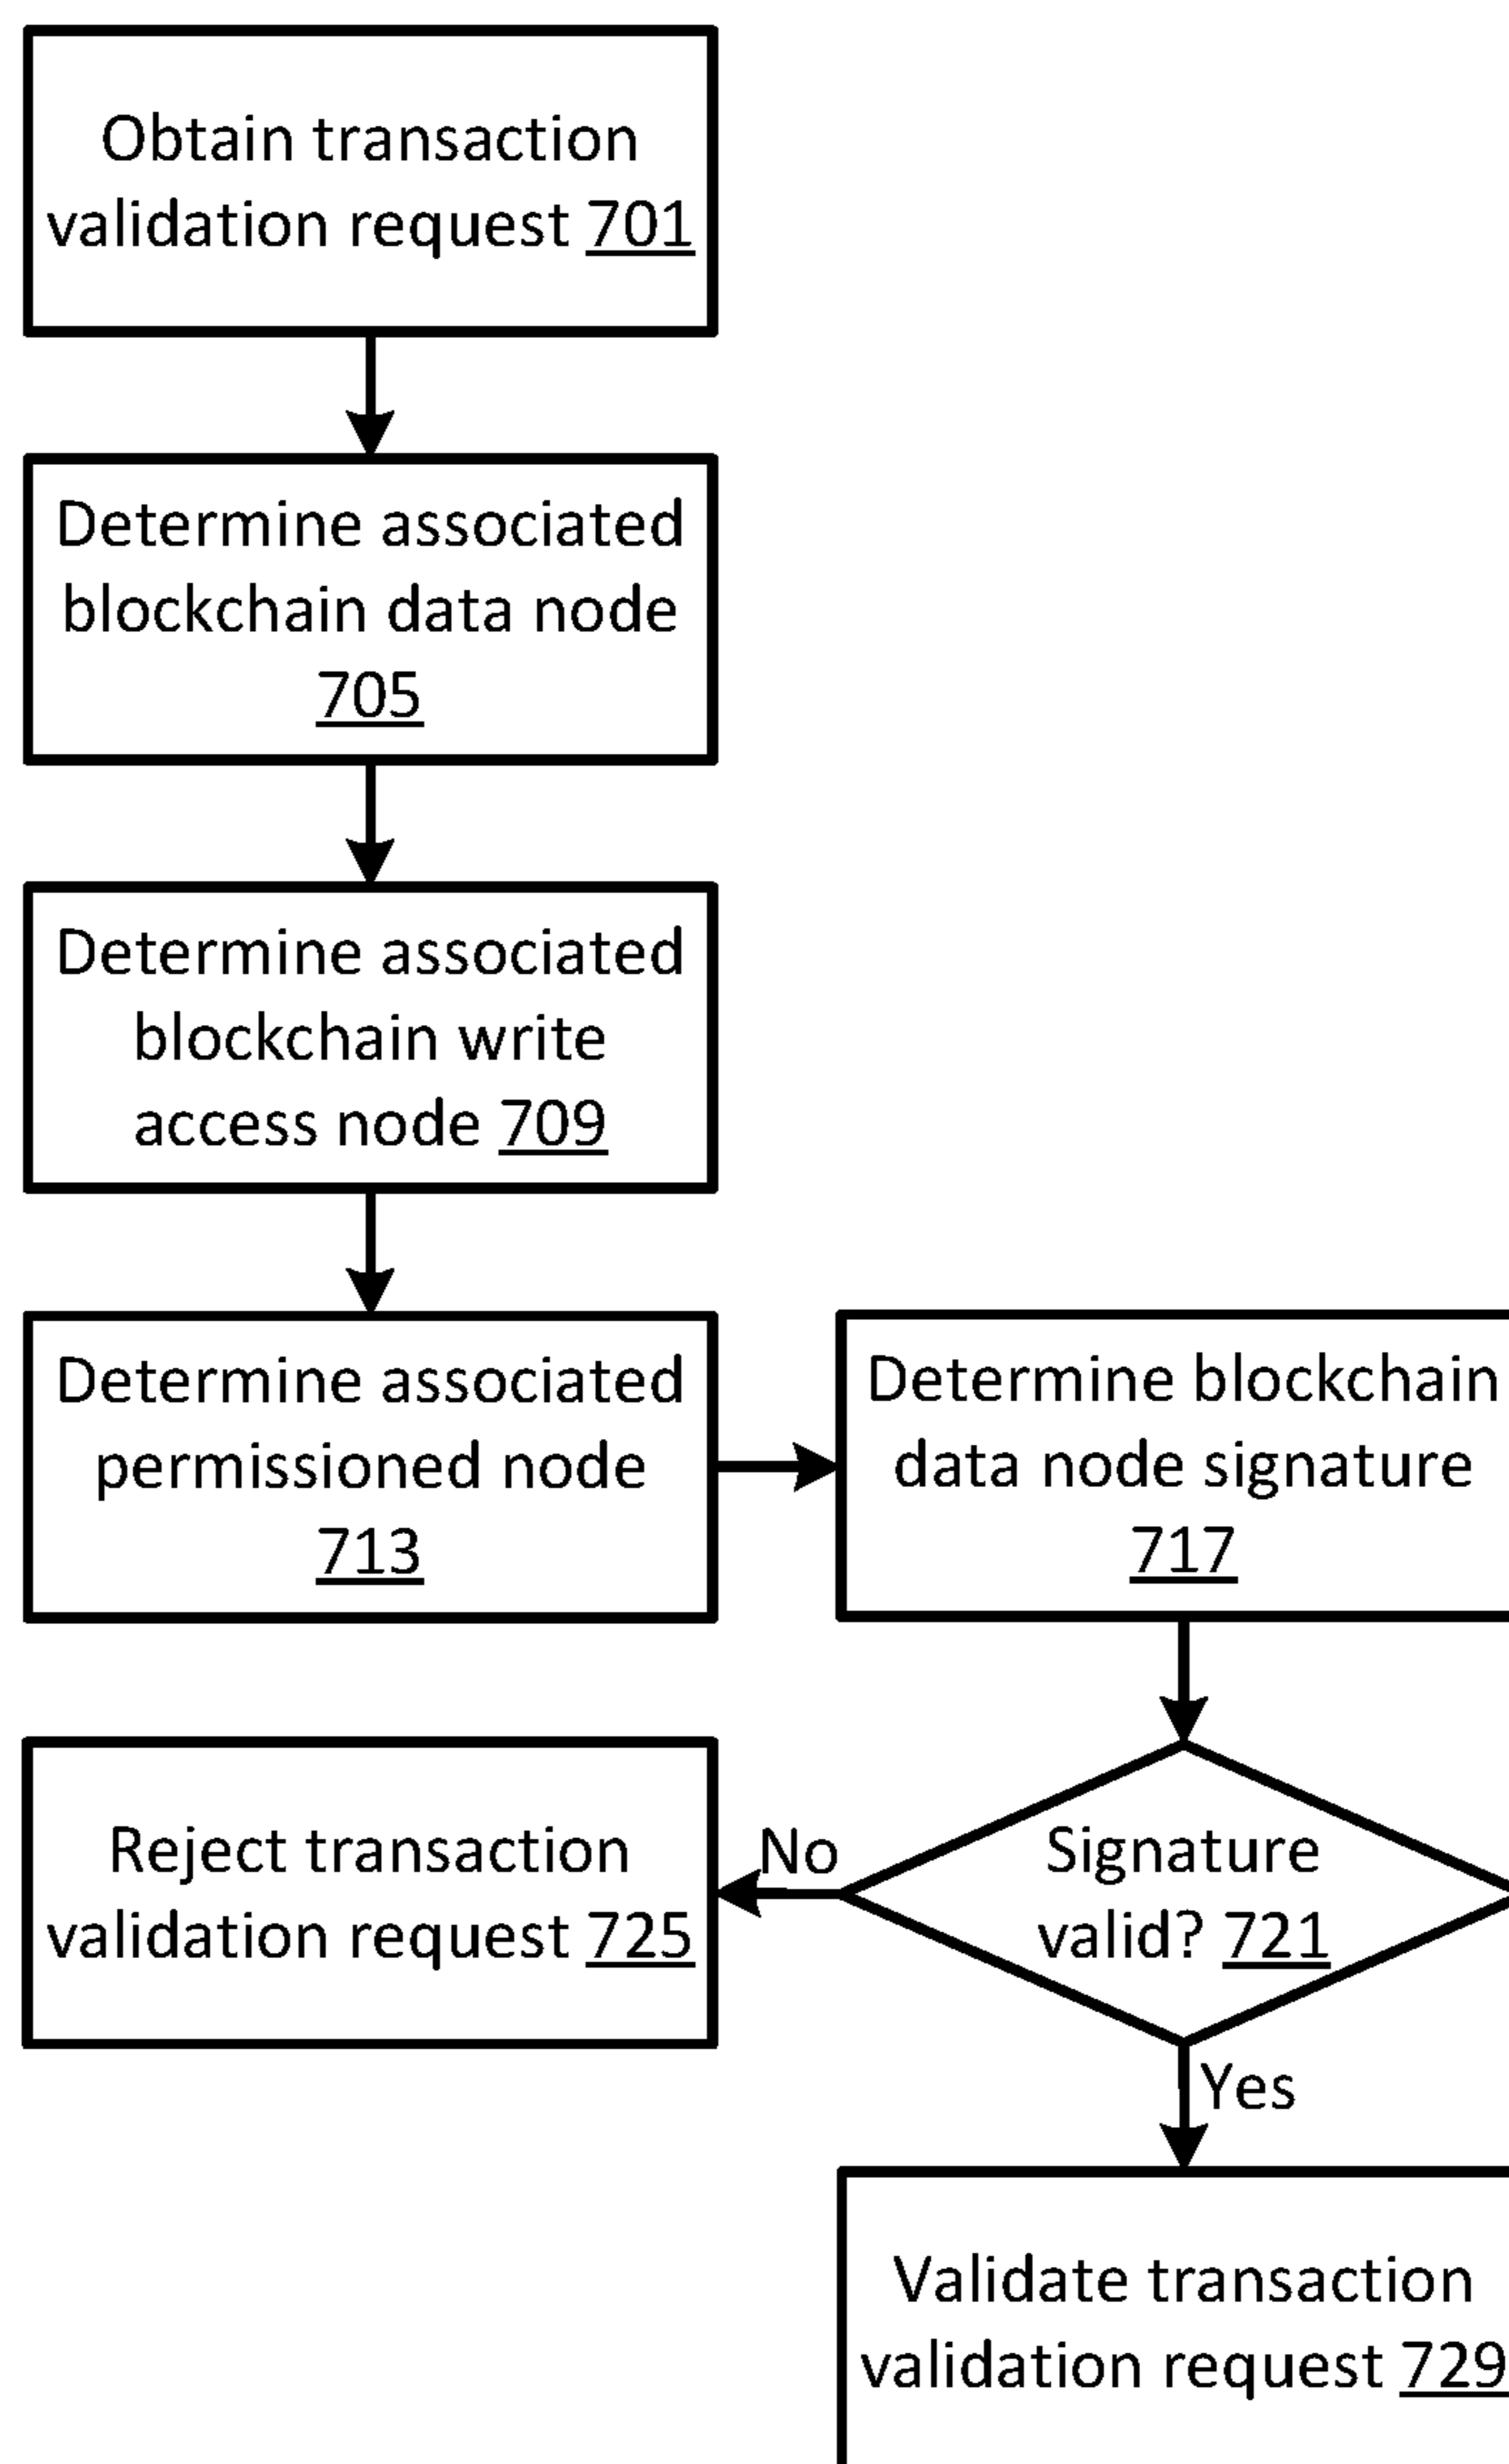 Obtain transaction
validation request 701
Determine associated
blockchain data node
705
Determine associated
blockchain write
access node 709
Determine associated
permissioned node
713
Determine blockchain
data node signature
717
Signature
valid? 721
No
Reject transaction
validation request 725
Yes
Validate transaction
validation request 729